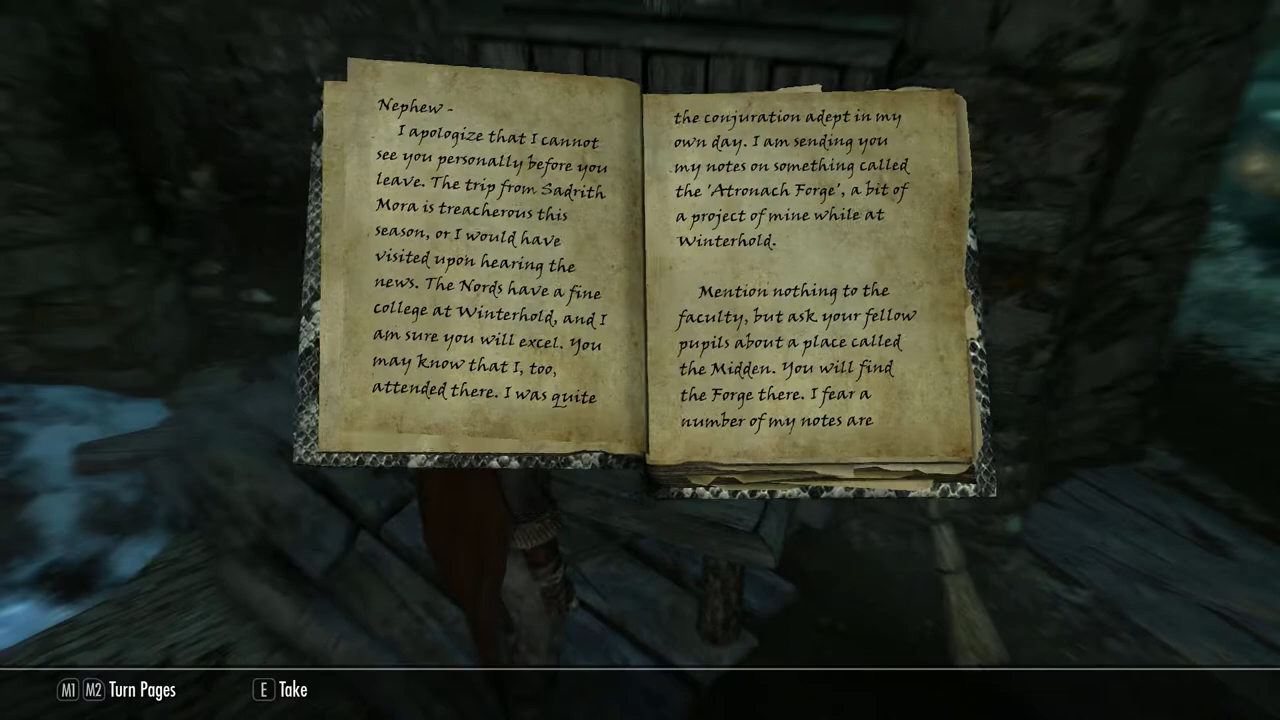 Nephew -
I apologize that I cannot
see you personally before you
leave. The trip from Sadrith
Mora is treacherous this
season, or I would have
visited upon hearing the
news. The Nords have a fine
college at Winterhold, and I
am sure you will excel. You
may know that I, too,
attended there. I was quite
the conjuration adept in my
own day. I am sending you
my notes on something called
the 'Atronach Forge', a bit of
a project of mine while at
Winterhold.
Mention nothing to the
faculty, but ask your fellow
pupils about a place called
the Midden. You will find
the Forge there. I fear a
number of my notes are
M1 M2 Turn Pages
E Take